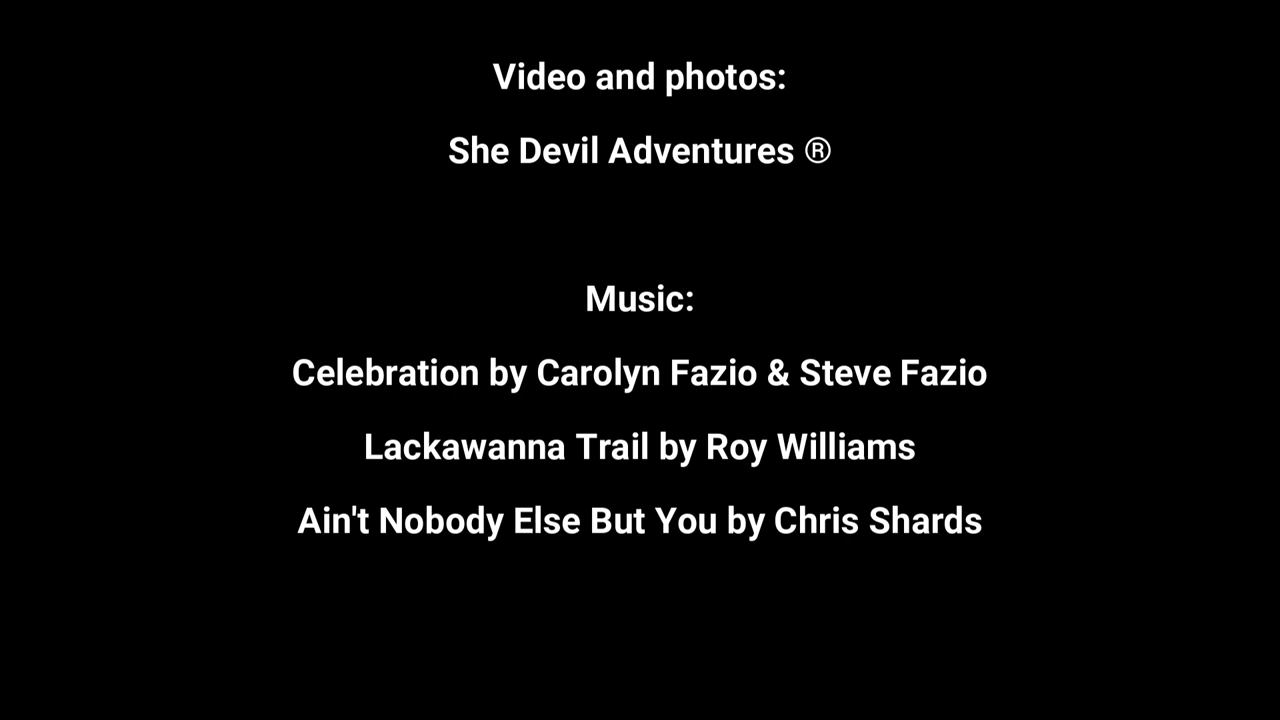 Video and photos:
She Devil Adventures ®
Music:
Celebration by Carolyn Fazio & Steve Fazio
Lackawanna Trail by Roy Williams
Ain't Nobody Else But You by Chris Shards